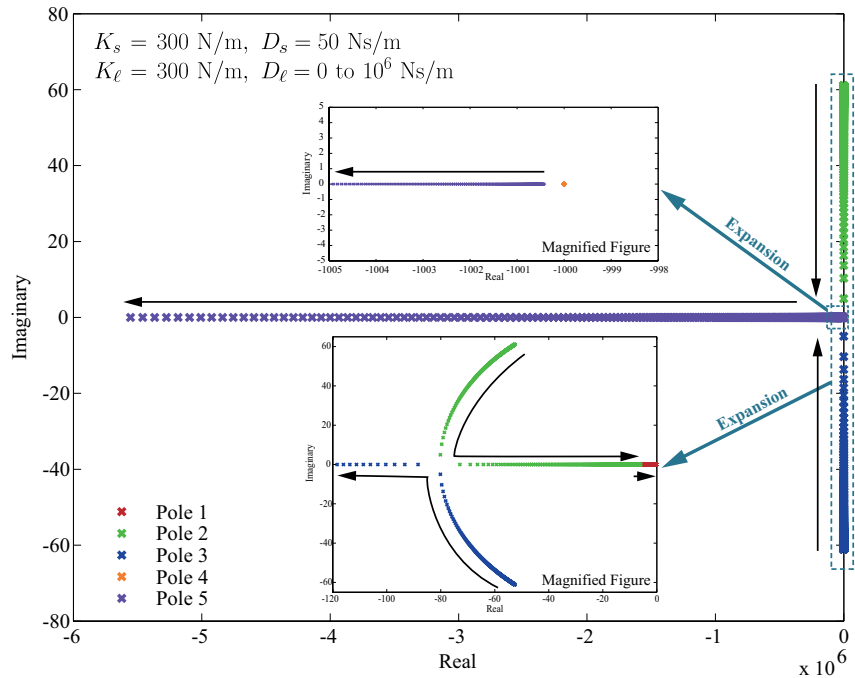 K_s = 300 N/m, D_s = 50 Ns/m
K_ℓ = 300 N/m, D_ℓ = 0 to 10^6 Ns/m
80
60
40
20
0
-20
-40
-60
-80
Imaginary
5
4
3
2
1
0
-1
-2
-3
-4
-5
Imaginary
Magnified Figure
-1005 -1004 -1003 -1002 -1001 -1000 -999 -998
Real
Expansion
Expansion
60
40
20
0
-20
-40
-60
Imaginary
Magnified Figure
-120 -100 -80 -60 -40 -20 0
Real
Pole 1
Pole 2
Pole 3
Pole 4
Pole 5
-6 -5 -4 -3 -2 -1 0
Real
x 10^6